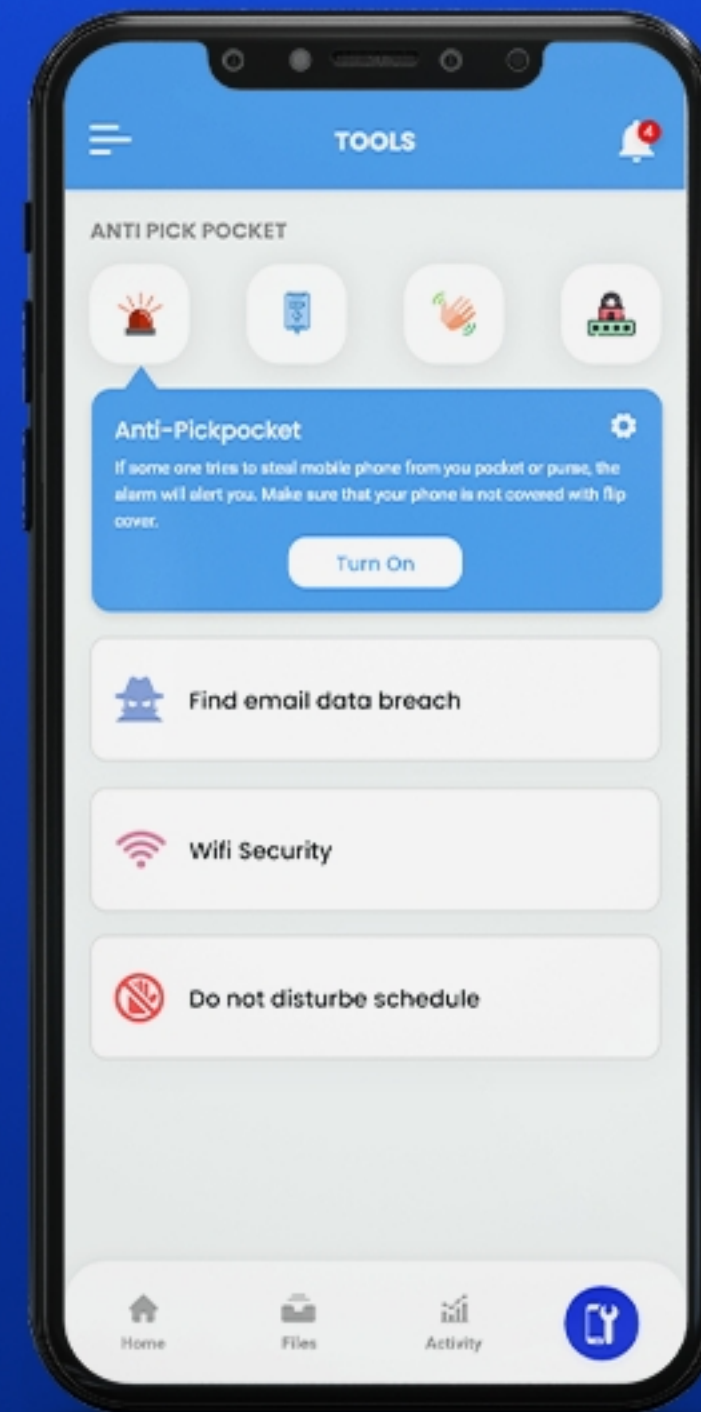 TOOLS
4
ANTI PICK POCKET
Anti-Pickpocket
If some one tries to steal mobile phone from you pocket or purse, the
alarm will alert you. Make sure that your phone is not covered with flip
cover.
Turn On
Find email data breach
Wifi Security
Do not disturbe schedule
Home
Files
Activity